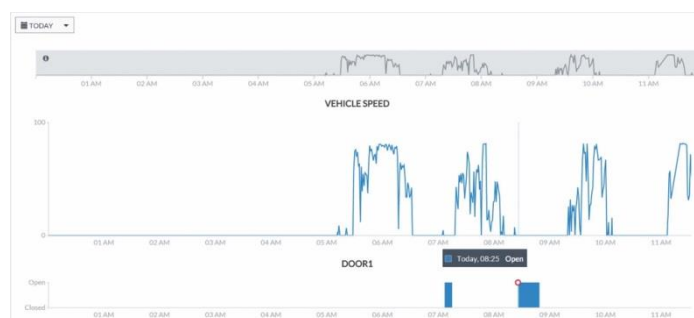 TODAY
01 AM 02 AM 03 AM 04 AM 05 AM 06 AM 07 AM 08 AM 09 AM 10 AM 11 AM
VEHICLE SPEED
100
0
01 AM 02 AM 03 AM 04 AM 05 AM 06 AM 07 AM 08 AM 09 AM 10 AM 11 AM
Today, 08:25 Open
DOOR1
Open
Closed
01 AM 02 AM 03 AM 04 AM 05 AM 06 AM 07 AM 08 AM 09 AM 10 AM 11 AM